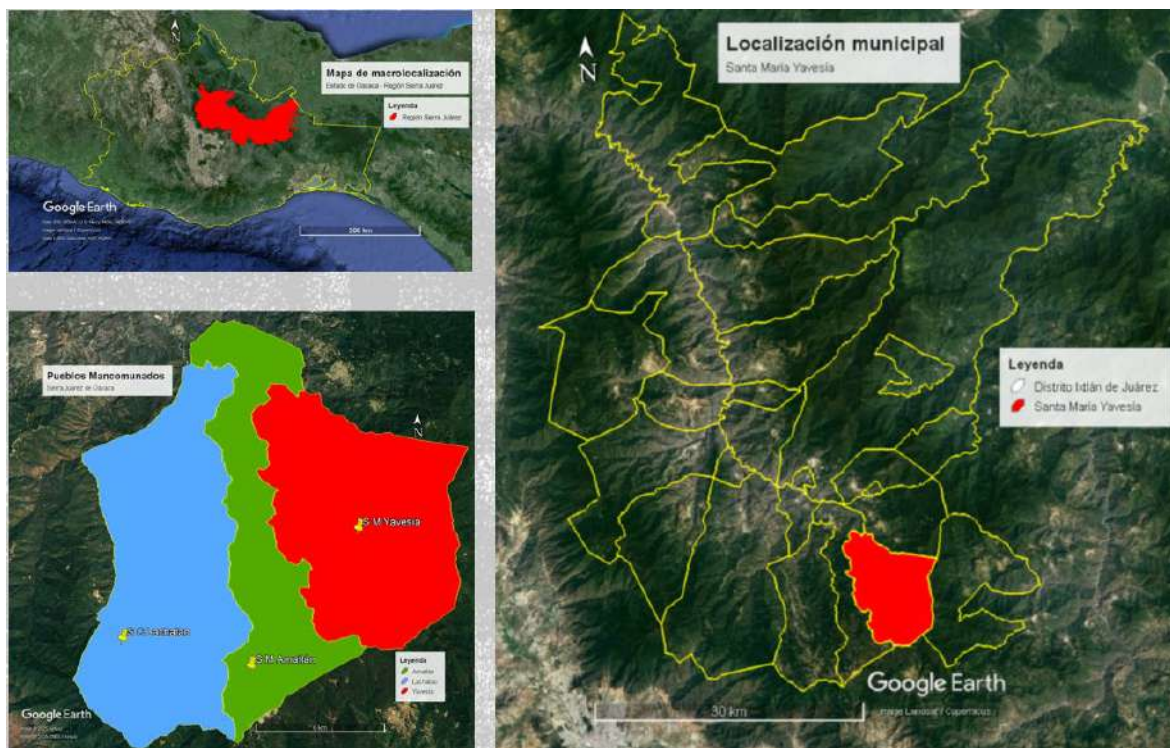 N
Mapa de macrolocalización
Estado de Oaxaca - Región Sierra Juárez
Leyenda
Región Sierra Juárez
Google Earth
Pueblos Mancomunados
Sierra Juárez de Oaxaca
N
S M Yavesía
S M Amatlán
Leyenda
Amatlán
Lachatao
Yavesía
Google Earth
Localización municipal
Santa María Yavesía
N
Leyenda
Distrito Ixtlán de Juárez
Santa María Yavesía
Google Earth
30 km
Image Landsat / Copernicus